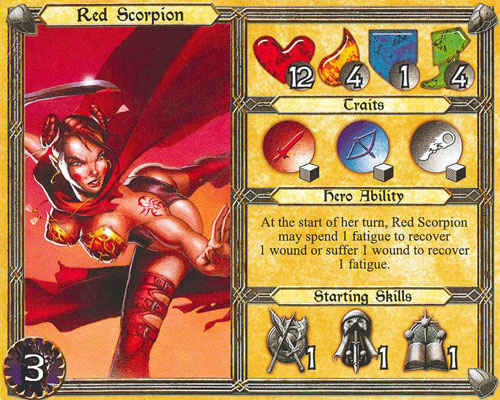 Red Scorpion
12 4 1 4
Traits
Hero Ability
At the start of her turn, Red Scorpion
may spend 1 fatigue to recover
1 wound or suffer 1 wound to recover
1 fatigue.
Starting Skills
1 1 1
3